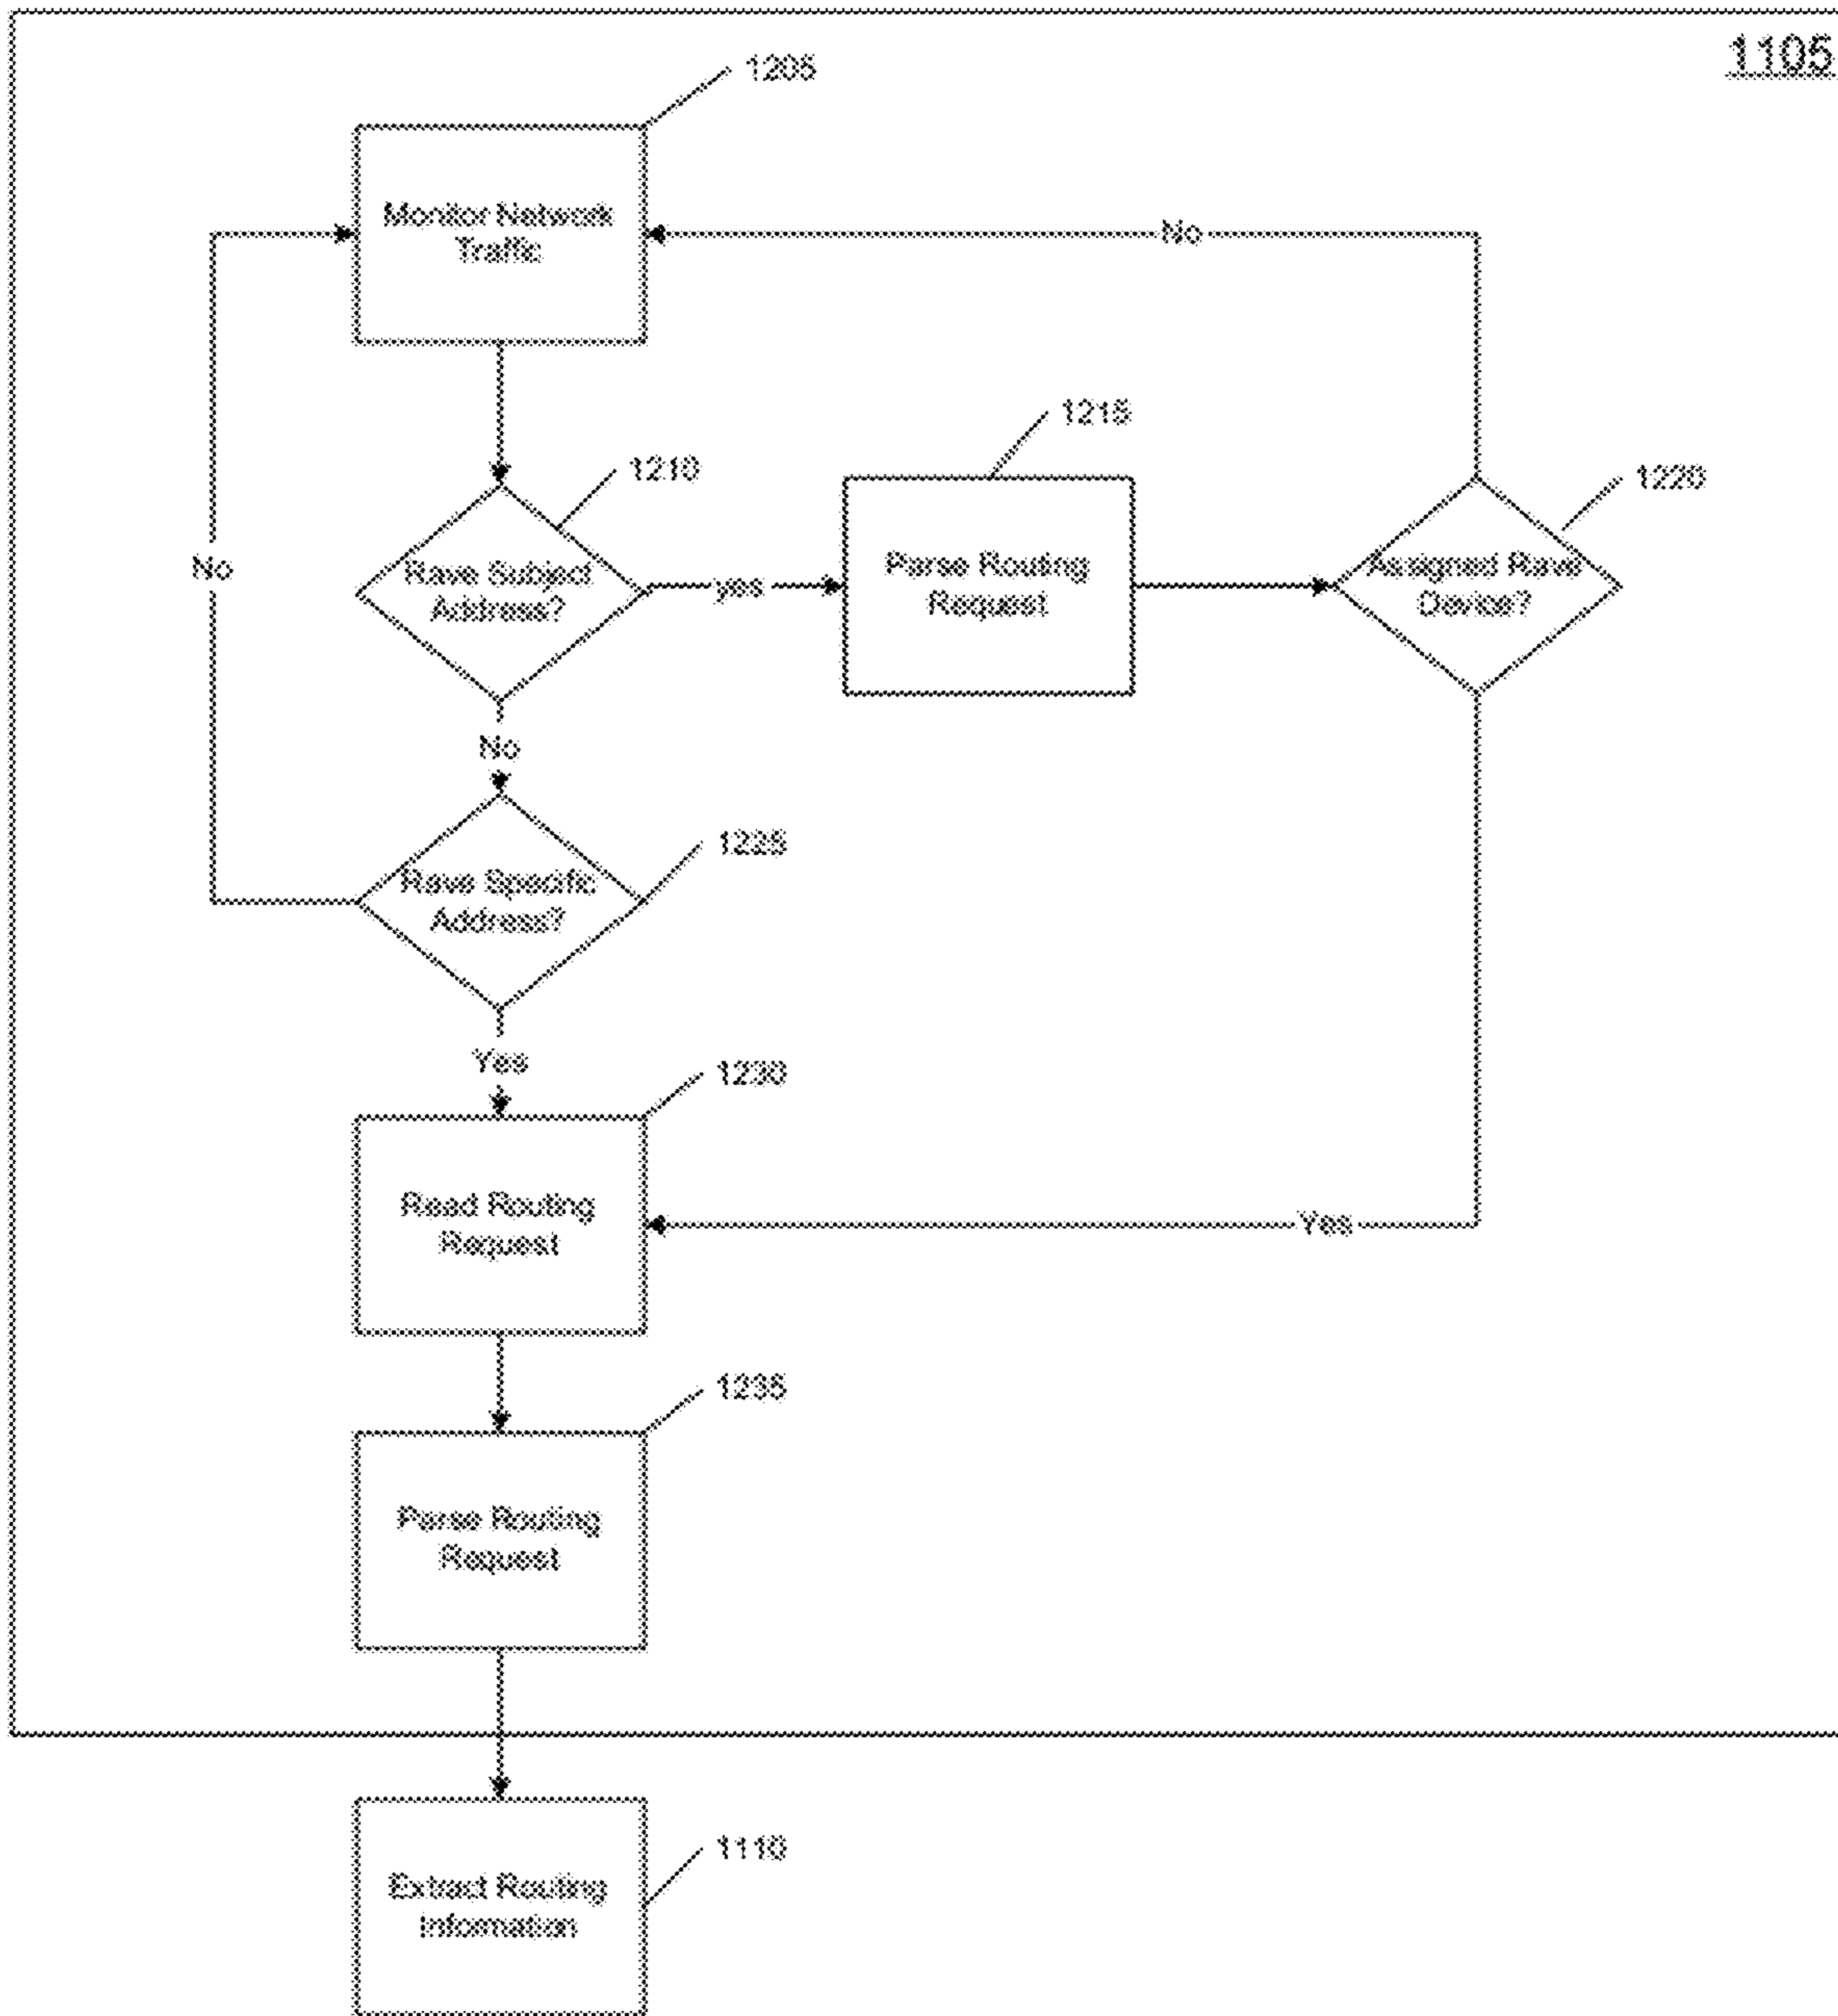 1105
1205
Monitor Network
Traffic
No
1210
1215
1220
Rave Subject
Address?
yes
Parse Routing
Request
Assigned Rave
Device?
No
No
1225
Rave Specific
Address?
Yes
1230
Read Routing
Request
Yes
1235
Parse Routing
Request
1110
Extract Routing
Information